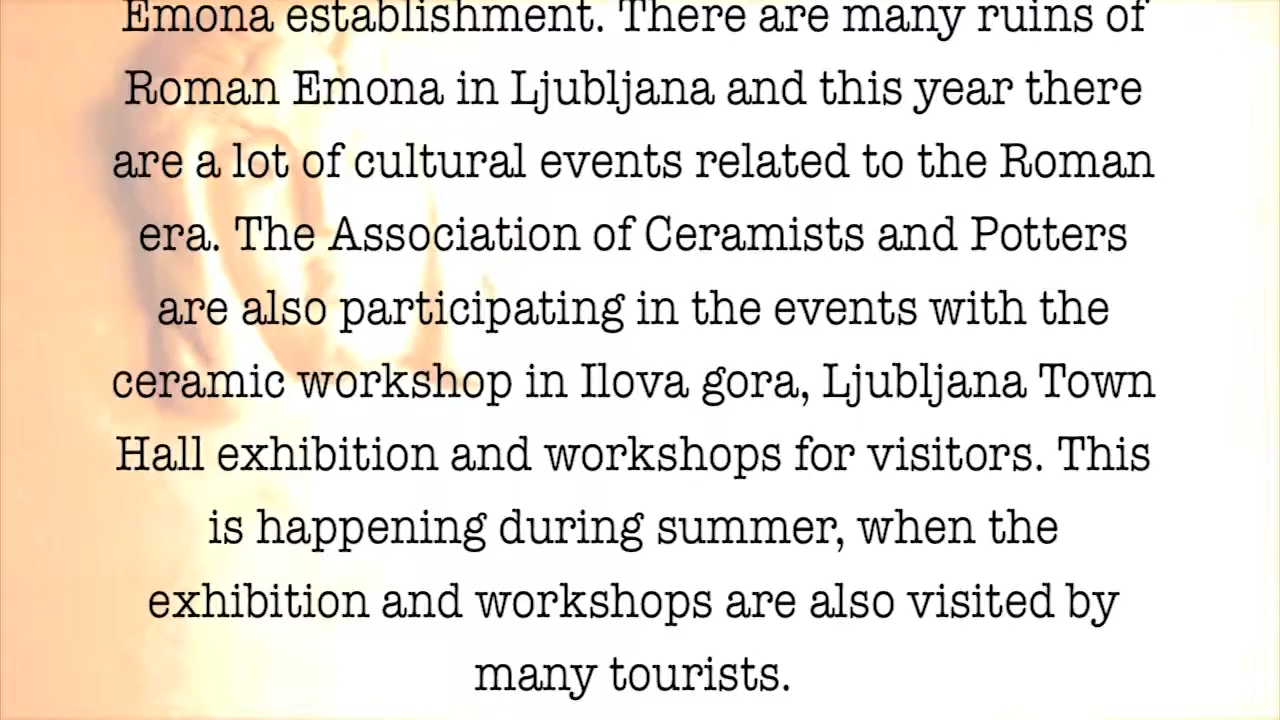 Emona establishment. There are many ruins of
Roman Emona in Ljubljana and this year there
are a lot of cultural events related to the Roman
era. The Association of Ceramists and Potters
are also participating in the events with the
ceramic workshop in Ilova gora, Ljubljana Town
Hall exhibition and workshops for visitors. This
is happening during summer, when the
exhibition and workshops are also visited by
many tourists.